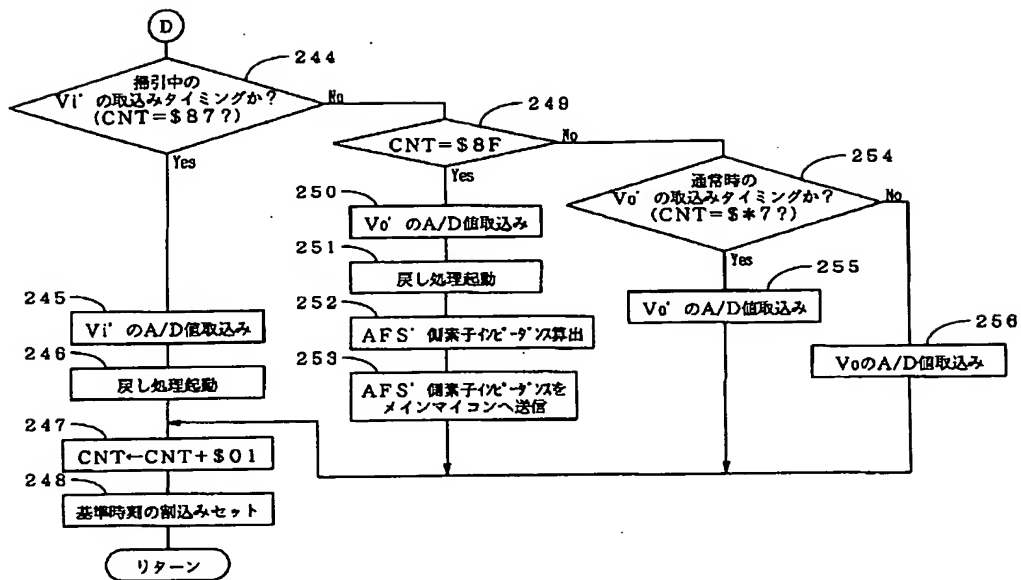 D
244
掃引中の
Vi' の取込みタイミングか?
(CNT=$87?)
No
Yes
249
CNT=$8F
No
Yes
254
通常時の
Vo' の取込みタイミングか?
(CNT=$*7?)
No
Yes
250
Vo' のA/D値取込み
251
戻し処理起動
252
AFS' 側素子インピーダンス算出
253
AFS' 側素子インピーダンスを
メインマイコンへ送信
255
Vo' のA/D値取込み
256
VoのA/D値取込み
245
Vi' のA/D値取込み
246
戻し処理起動
247
CNT←CNT+$01
248
基準時刻の割込みセット
リターン